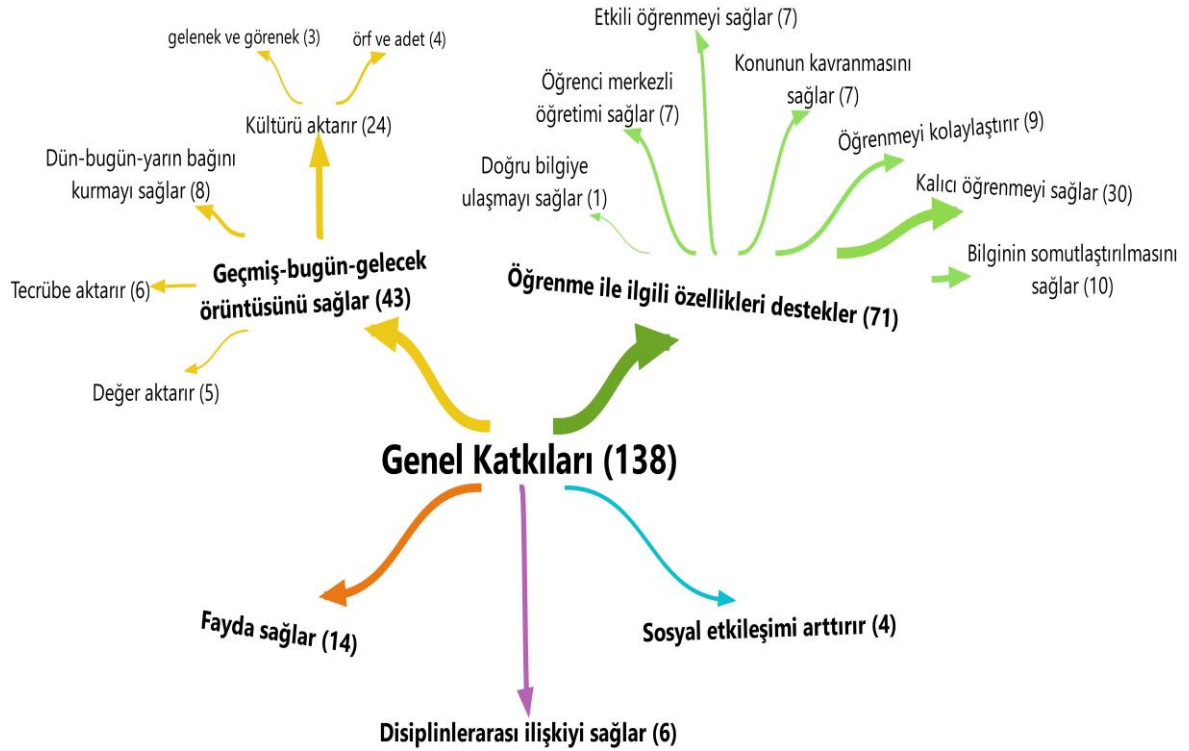 Etkili öğrenmeyi sağlar (7)
gelenek ve görenek (3)
örf ve adet (4)
Konunun kavranmasını
sağlar (7)
Öğrenci merkezli
öğretimi sağlar (7)
Kültürü aktarır (24)
Öğrenmeyi kolaylaştırır (9)
Dün-bugün-yarın bağını
kurmayı sağlar (8)
Doğru bilgiye
ulaşmayı sağlar (1)
Kalıcı öğrenmeyi sağlar (30)
Bilginin somutlaştırılmasını
sağlar (10)
Geçmiş-bugün-gelecek
örüntüsünü sağlar (43)
Tecrübe aktarır (6)
Öğrenme ile ilgili özellikleri destekler (71)
Değer aktarır (5)
Genel Katkıları (138)
Fayda sağlar (14)
Sosyal etkileşimi arttırır (4)
Disiplinlerarası ilişkiyi sağlar (6)